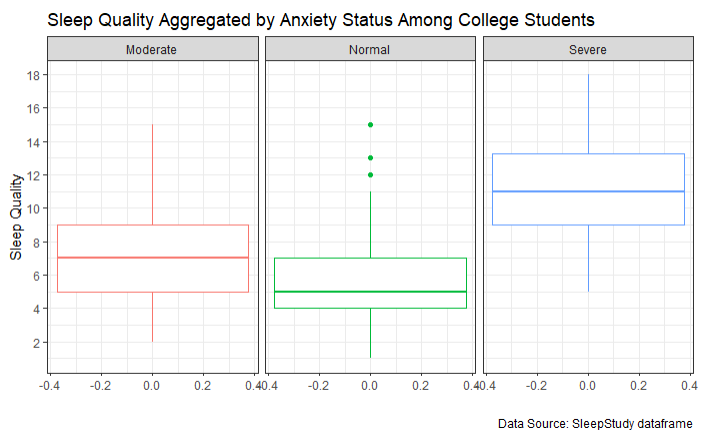 Sleep Quality Aggregated by Anxiety Status Among College Students
Moderate Normal Severe
Sleep Quality
18
16
14
12
10
8
6
4
2
-0.4 -0.2 0.0 0.2 0.4 -0.4 -0.2 0.0 0.2 0.4 -0.4 -0.2 0.0 0.2 0.4
Data Source: SleepStudy dataframe